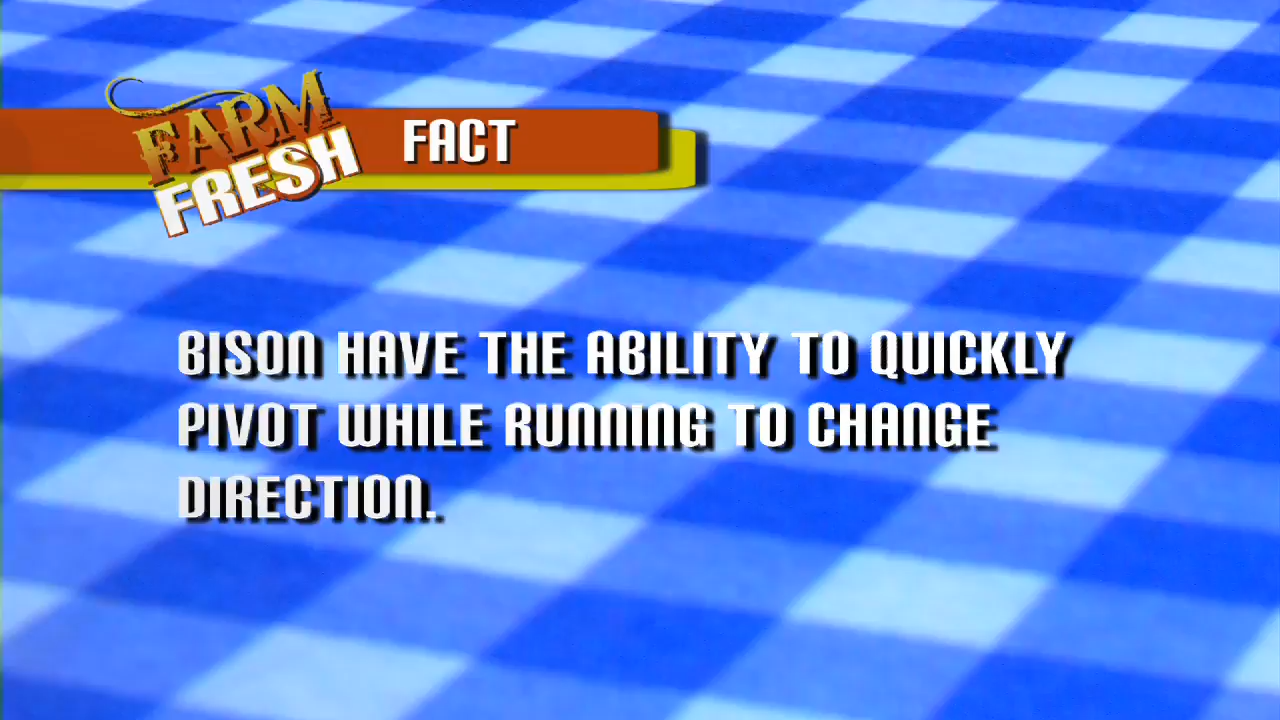 FARM
FRESH
FACT
BISON HAVE THE ABILITY TO QUICKLY
PIVOT WHILE RUNNING TO CHANGE
DIRECTION.